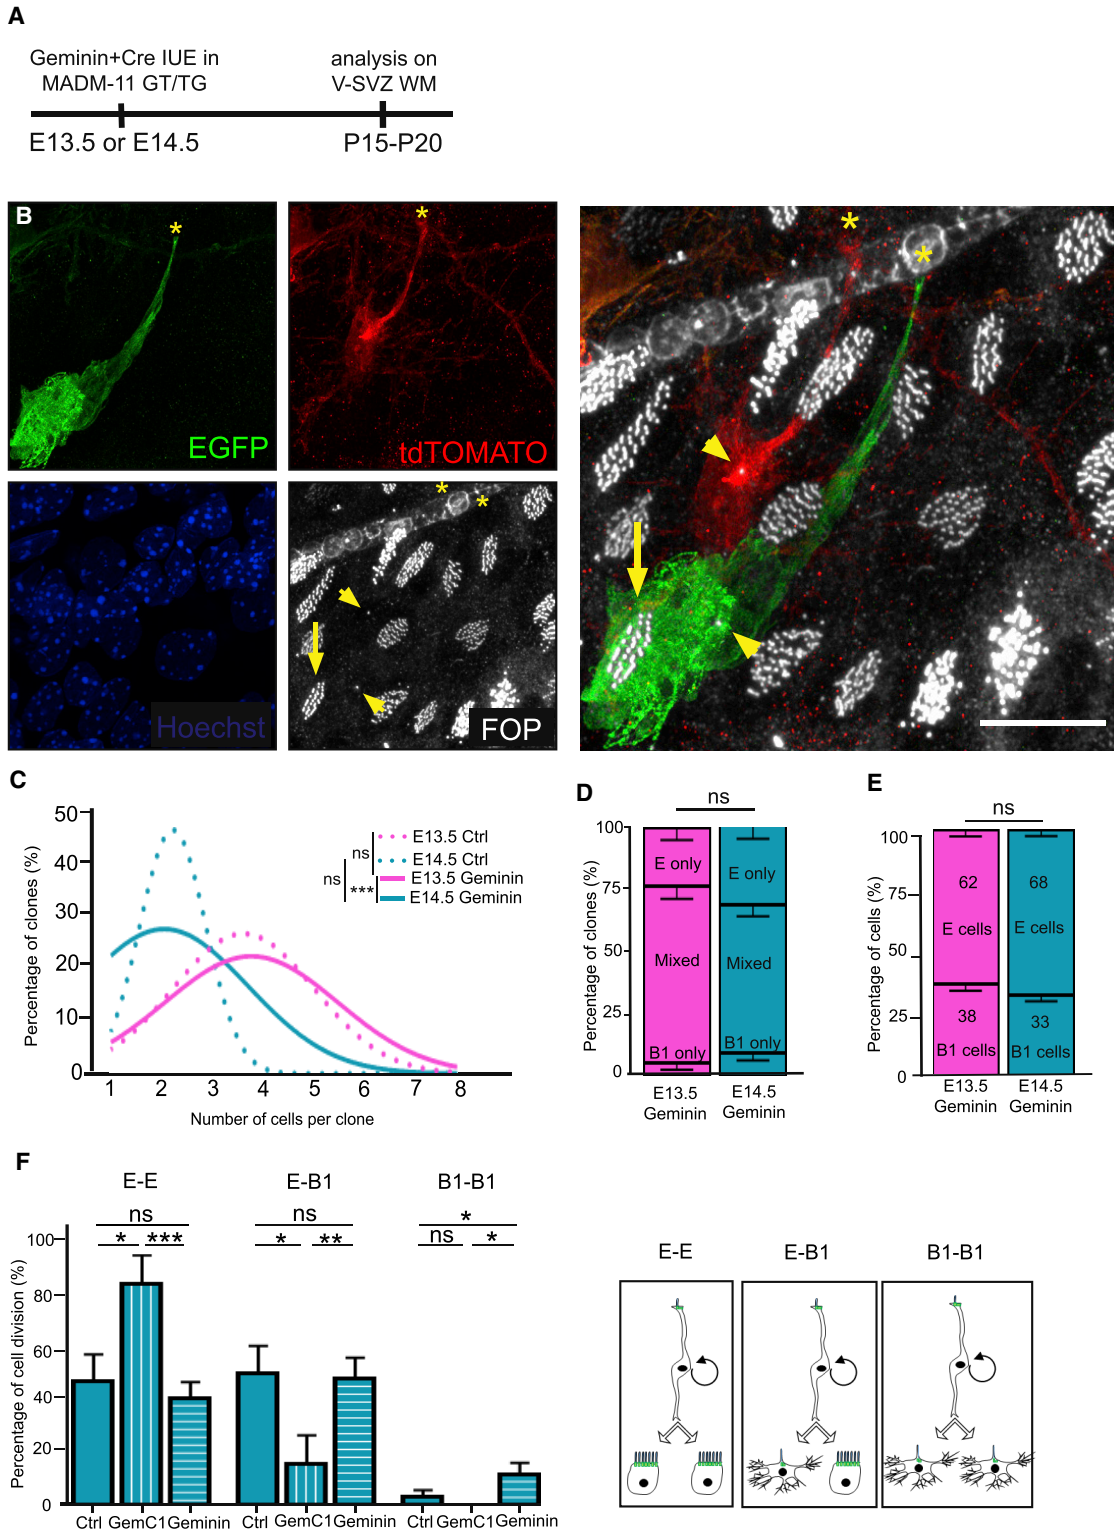 A
Geminin+Cre IUE in
MADM-11 GT/TG
analysis on
V-SVZ WM
E13.5 or E14.5
P15-P20
B
*
EGFP
*
tdTOMATO
Hoechst
*
*
FOP
*
*
C
Percentage of clones (%)
50
40
30
20
10
0
1 2 3 4 5 6 7 8
Number of cells per clone
E13.5 Ctrl
E14.5 Ctrl
E13.5 Geminin
E14.5 Geminin
ns
ns
***
D
ns
Percentage of clones (%)
100
75
50
25
0
E only
Mixed
B1 only
E only
Mixed
B1 only
E13.5
Geminin
E14.5
Geminin
E
ns
Percentage of cells (%)
100
75
50
25
0
62
E cells
38
B1 cells
68
E cells
33
B1 cells
E13.5
Geminin
E14.5
Geminin
F
E-E
E-B1
B1-B1
ns
* ***
ns
* **
*
ns *
Percentage of cell division (%)
100
80
60
40
20
0
Ctrl GemC1 Geminin
Ctrl GemC1 Geminin
Ctrl GemC1 Geminin
E-E
E-B1
B1-B1